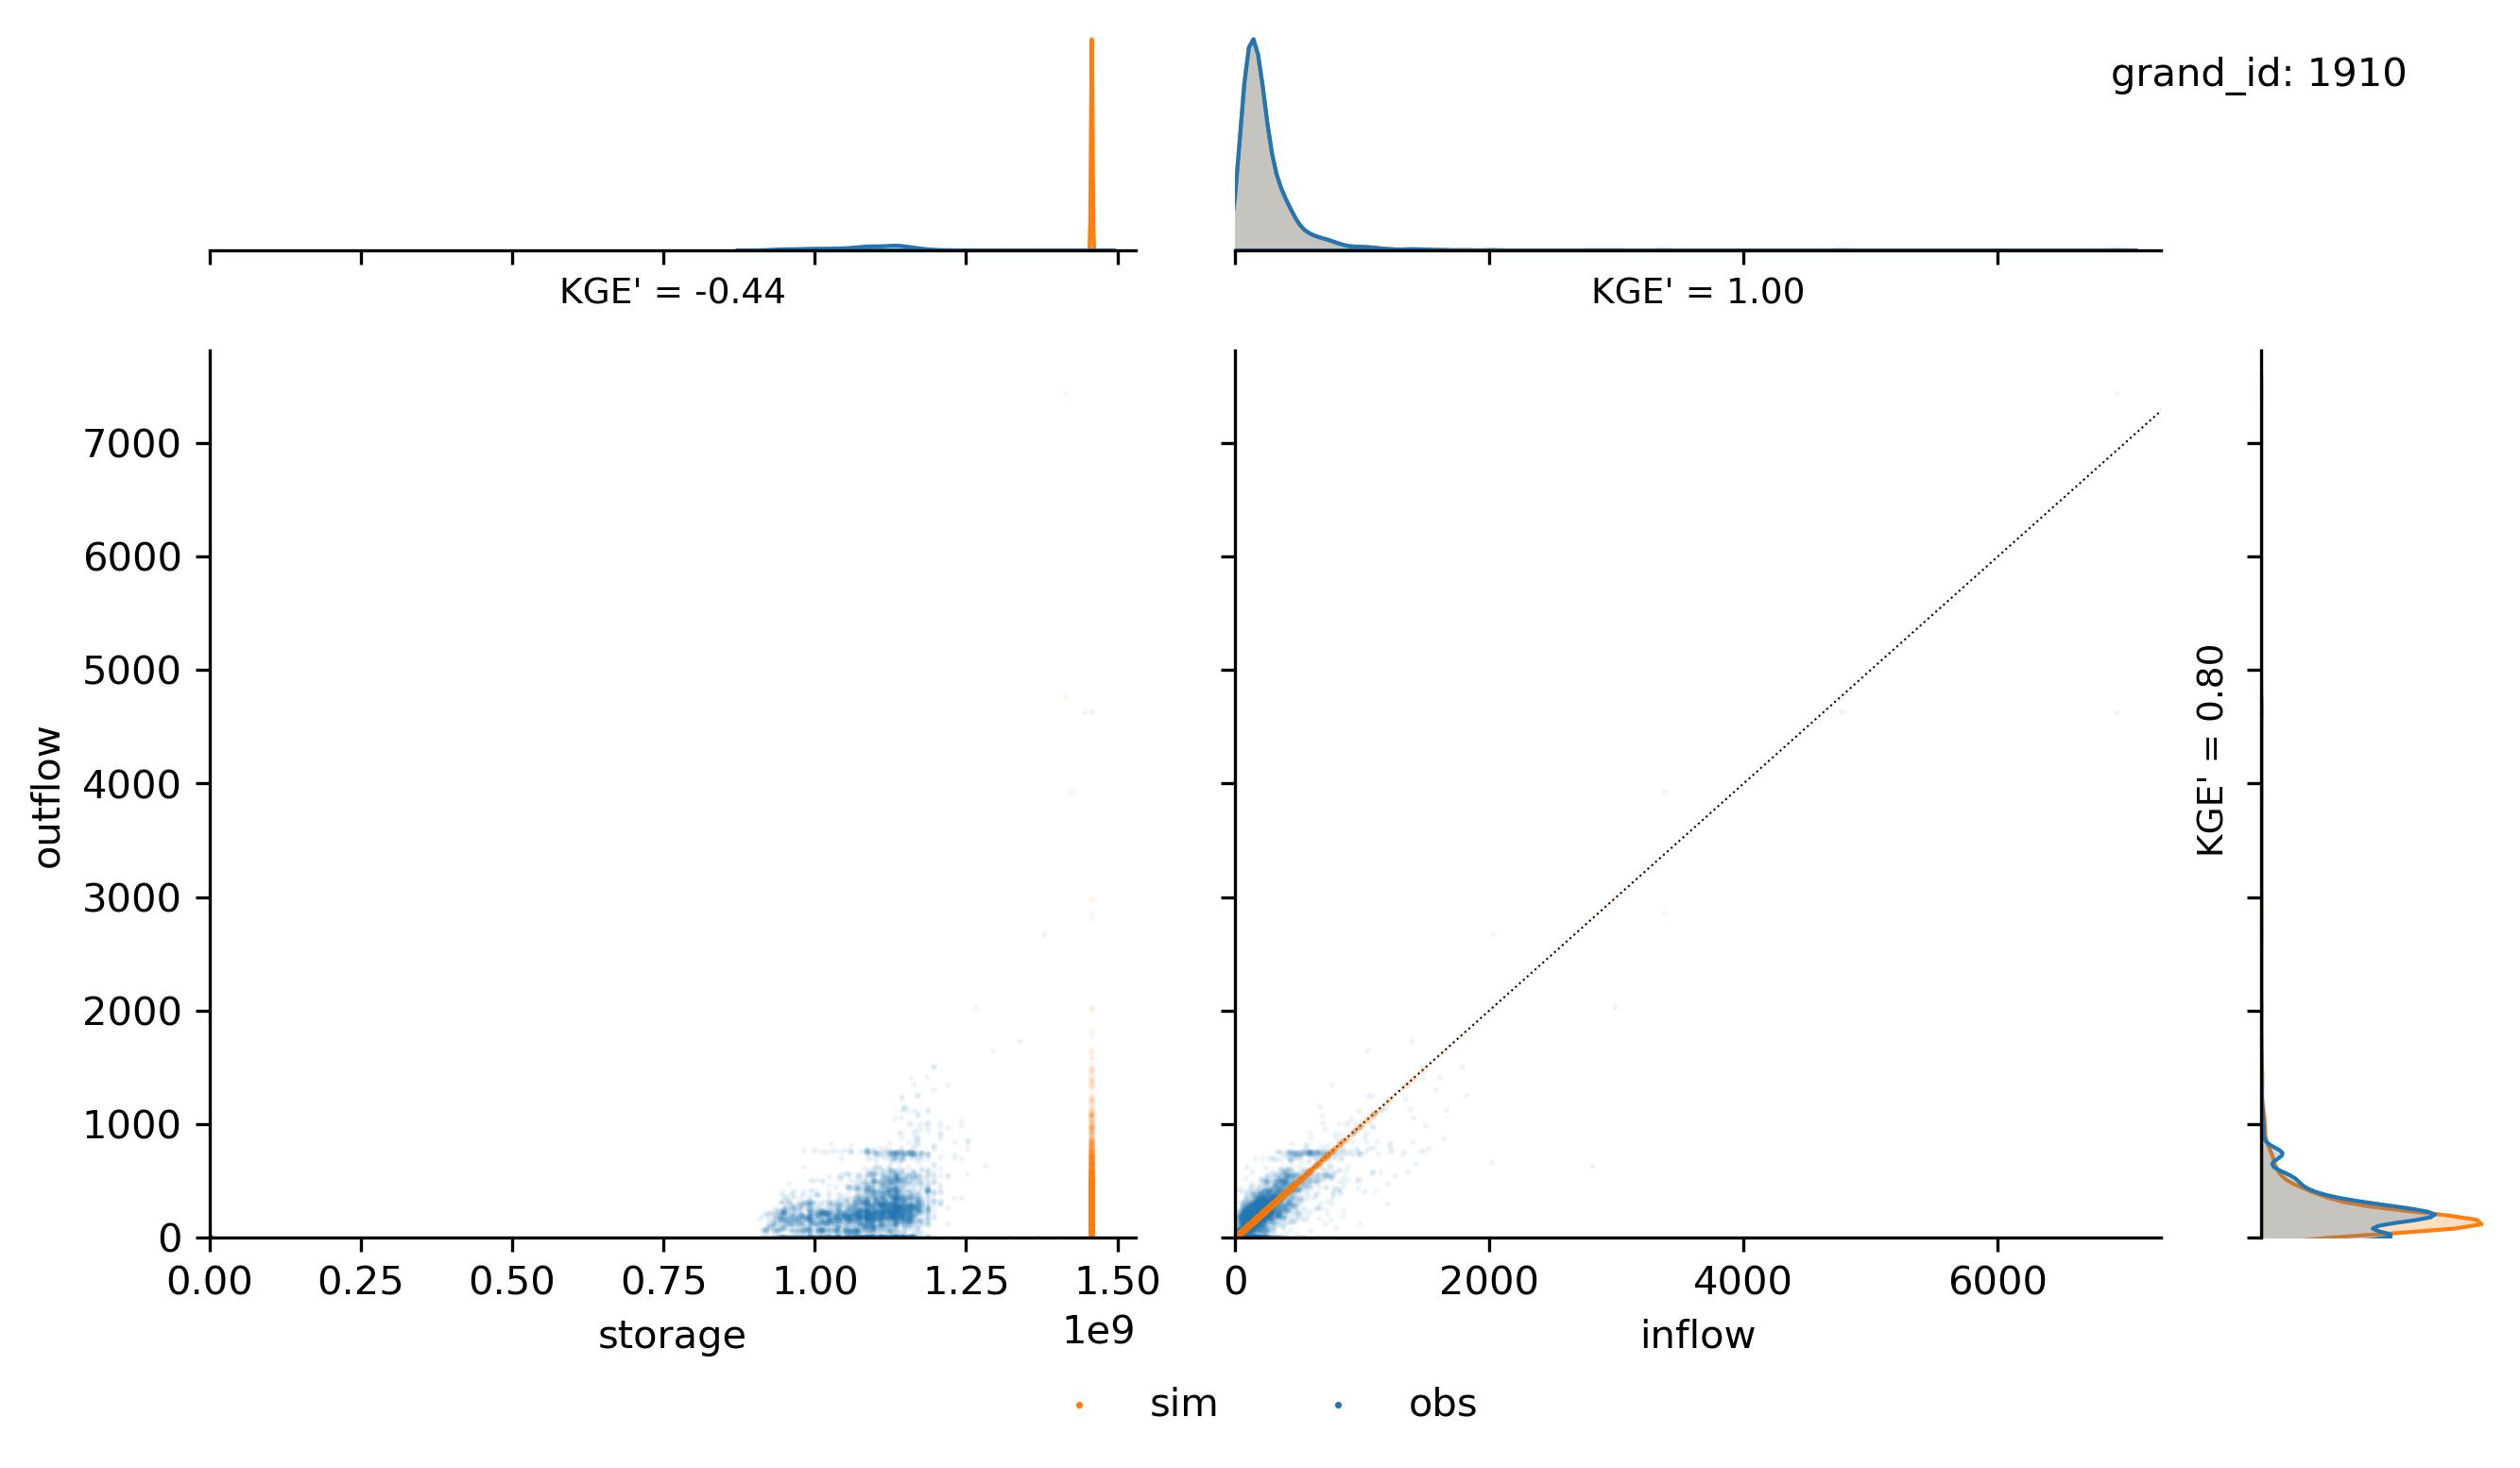 grand_id: 1910
KGE' = -0.44
KGE' = 1.00
7000
6000
5000
4000
3000
2000
1000
0
outflow
KGE' = 0.80
0.00 0.25 0.50 0.75 1.00 1.25 1.50
0 2000 4000 6000
storage
1e9
inflow
sim
obs